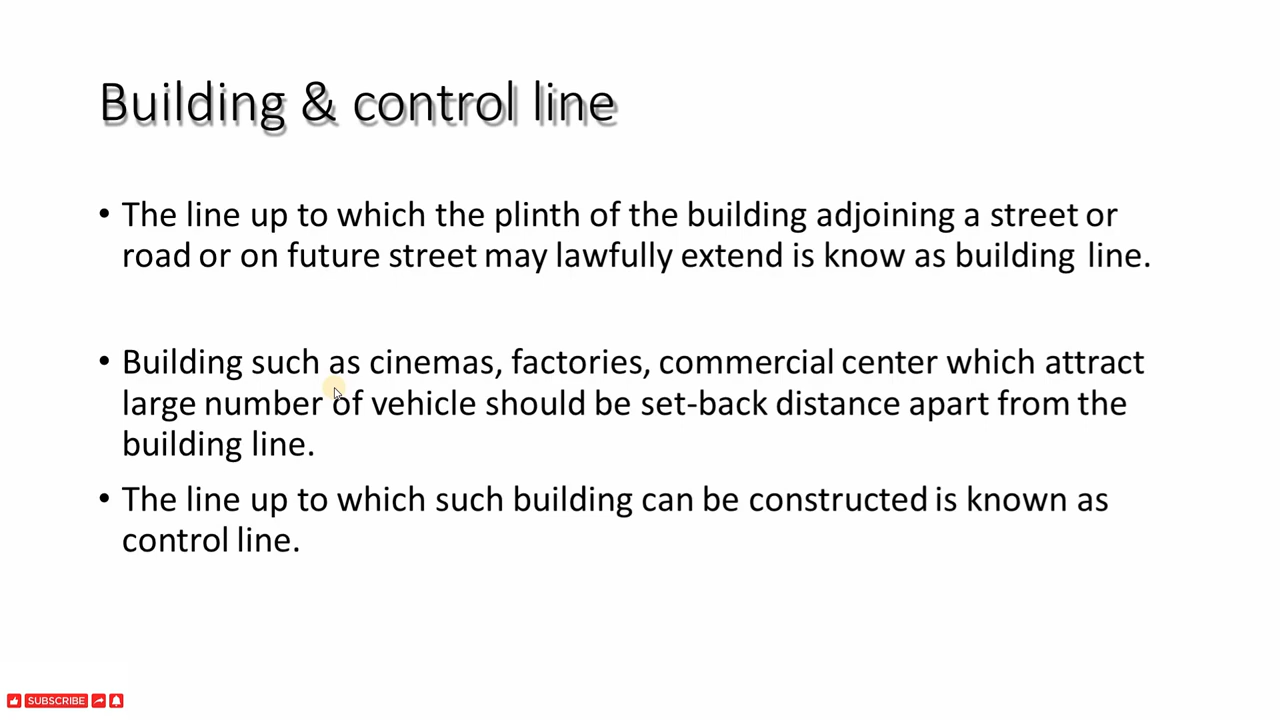 Building & control line
• The line up to which the plinth of the building adjoining a street or
road or on future street may lawfully extend is know as building line.
• Building such as cinemas, factories, commercial center which attract
large number of vehicle should be set-back distance apart from the
building line.
• The line up to which such building can be constructed is known as
control line.
SUBSCRIBE